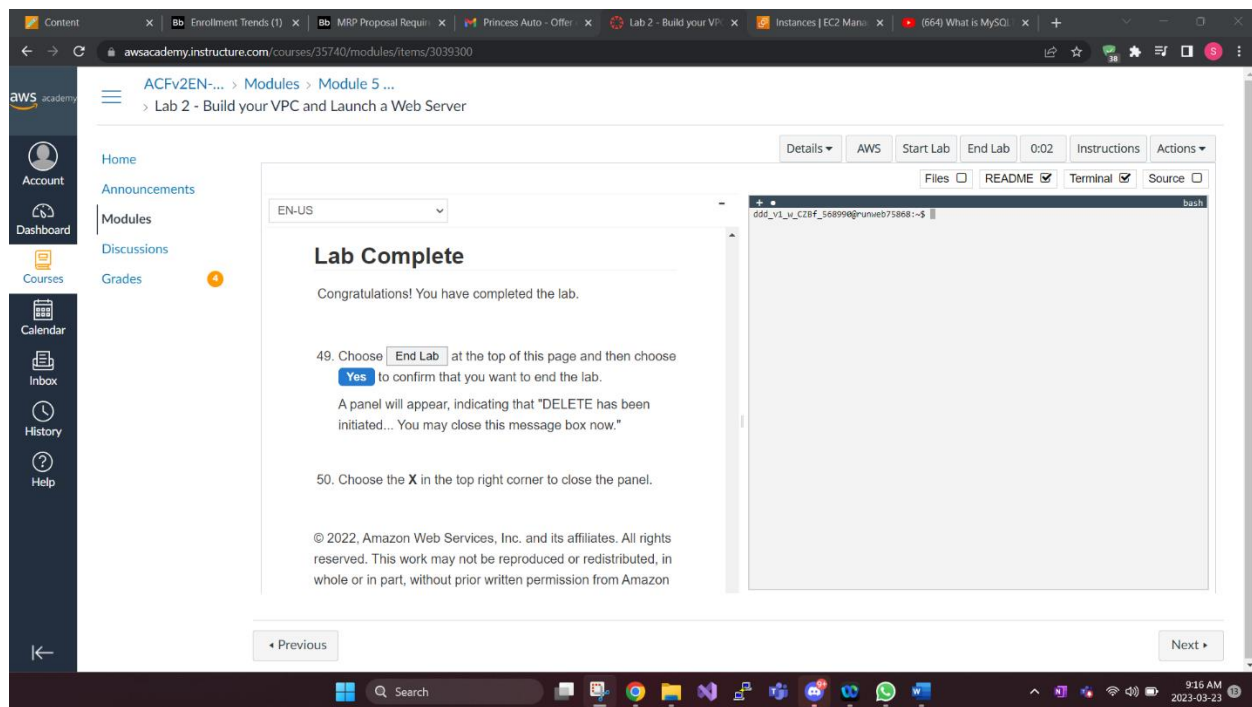 Content
Bb Enrollment Trends (1)
Bb MRP Proposal Requir
Princess Auto - Offer
Lab 2 - Build your VP
Instances | EC2 Mana
(664) What is MySQL
awsacademy.instructure.com/courses/35740/modules/items/3039300
38
S
aws academy
ACFv2EN-... > Modules > Module 5 ...
> Lab 2 - Build your VPC and Launch a Web Server
Account
Dashboard
Courses
Calendar
Inbox
History
Help
Home
Announcements
Modules
Discussions
Grades 4
Details AWS Start Lab End Lab 0:02 Instructions Actions
Files README Terminal Source
EN-US
bash
ddd_v1_w_CZBf_568990@runweb75868:~$
Lab Complete
Congratulations! You have completed the lab.
49. Choose End Lab at the top of this page and then choose
Yes to confirm that you want to end the lab.
A panel will appear, indicating that "DELETE has been
initiated... You may close this message box now."
50. Choose the X in the top right corner to close the panel.
© 2022, Amazon Web Services, Inc. and its affiliates. All rights
reserved. This work may not be reproduced or redistributed, in
whole or in part, without prior written permission from Amazon
Previous
Next
Search
9:16 AM
2023-03-23
13